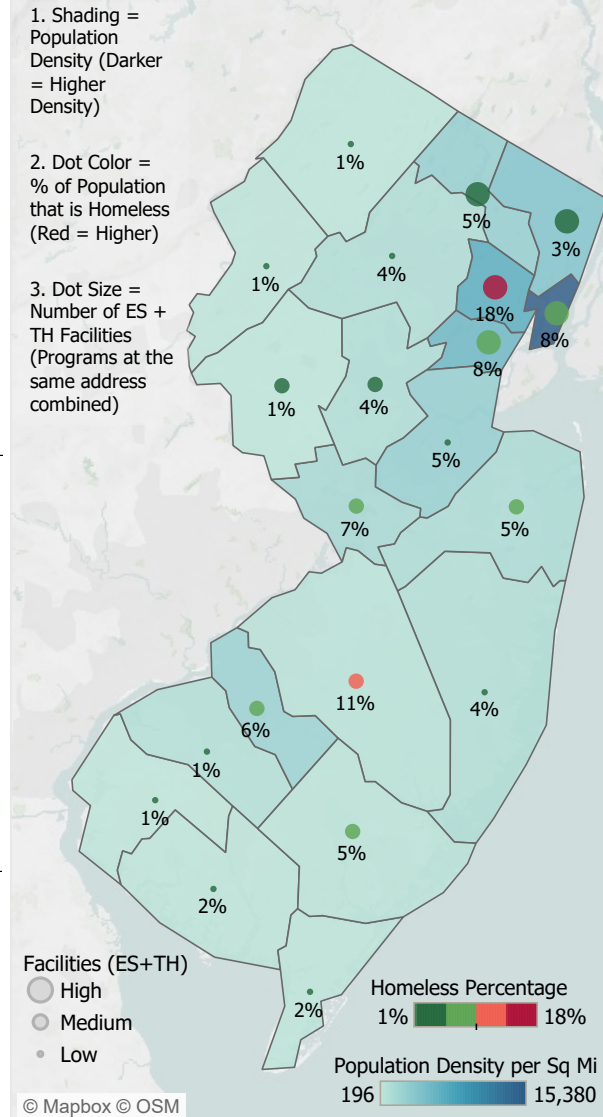 1. Shading =
Population
Density (Darker
= Higher
Density)
2. Dot Color =
% of Population
that is Homeless
(Red = Higher)
3. Dot Size =
Number of ES +
TH Facilities
(Programs at the
same address
combined)
1%
5%
3%
1%
4%
18%
8%
8%
1%
4%
5%
7%
5%
11%
4%
6%
1%
1%
5%
2%
2%
Facilities (ES+TH)
High
Medium
Low
Homeless Percentage
1% 18%
Population Density per Sq Mi
196 15,380
© Mapbox © OSM